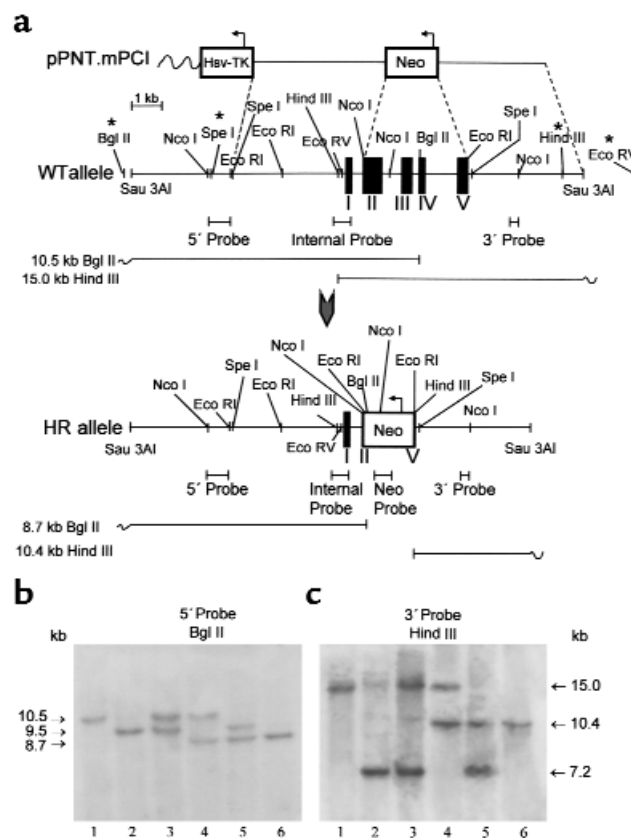 a
pPNT.mPCI
Hsv-TK
Neo
1 kb
*
Bgl II
Nco I
*
Spe I
Eco RI
Spe I
Eco RI
Hind III
Eco RV
Nco I
Nco I
Bgl II
Eco RI
Spe I
Nco I
*
Hind III
*
Eco RV
WT allele
Sau 3AI
I II III IV V
Sau 3AI
5´ Probe
Internal Probe
3´ Probe
10.5 kb Bgl II
15.0 kb Hind III
Nco I
Eco RI
Spe I
Eco RI
Hind III
Eco RV
Nco I
Eco RI
Bgl II
Nco I
Eco RI
Hind III
Spe I
Nco I
HR allele
Sau 3AI
Neo
I II V
Sau 3AI
5´ Probe
Internal
Probe
Neo
Probe
3´ Probe
8.7 kb Bgl II
10.4 kb Hind III
b
5´ Probe
Bgl II
kb
10.5
9.5
8.7
1 2 3 4 5 6
c
3´ Probe
Hind III
kb
15.0
10.4
7.2
1 2 3 4 5 6